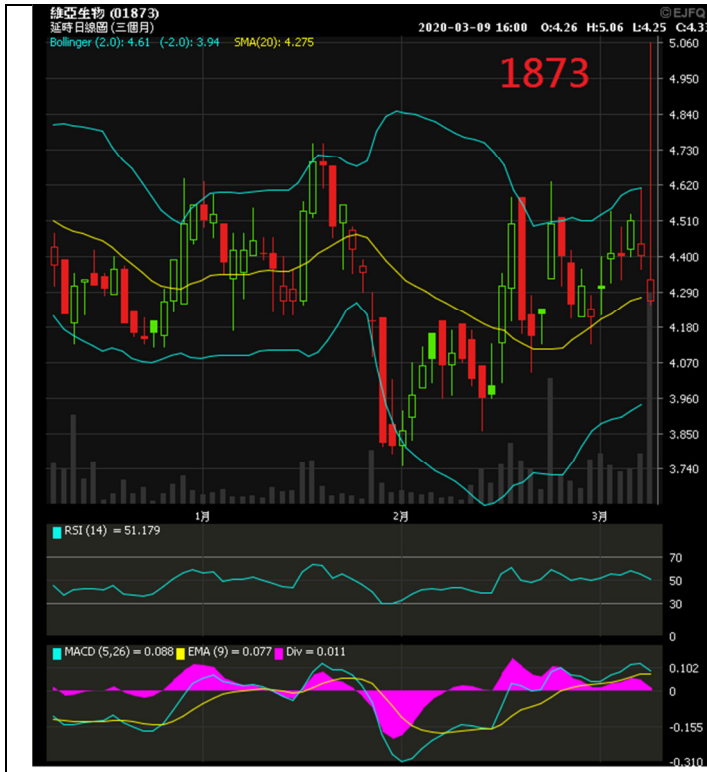 維亞生物 (01873)
©EJFQ
延時日線圖 (三個月)
2020-03-09 16:00 O:4.26 H:5.06 L:4.25 C:4.33
Bollinger (2.0): 4.61 (-2.0): 3.94 SMA(20): 4.275
1873
5.060
4.950
4.840
4.730
4.620
4.510
4.400
4.290
4.180
4.070
3.960
3.850
3.740
1月 2月 3月
RSI (14) = 51.179
70
50
30
0
MACD (5,26) = 0.088 EMA (9) = 0.077 Div = 0.011
0.102
0
-0.155
-0.310